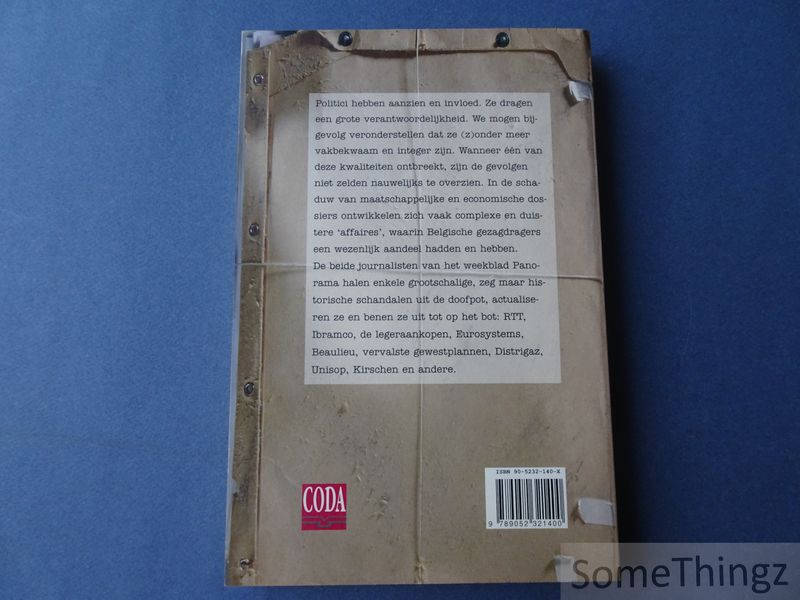 Politici hebben aanzien en invloed. Ze dragen
een grote verantwoordelijkheid. We mogen bij-
gevolg veronderstellen dat ze (z)onder meer
vakbekwaam en integer zijn. Wanneer één van
deze kwaliteiten ontbreekt, zijn de gevolgen
niet zelden nauwelijks te overzien. In de scha-
duw van maatschappelijke en economische dos-
siers ontwikkelen zich vaak complexe en duis-
tere ‘affaires’, waarin Belgische gezagdragers
een wezenlijk aandeel hadden en hebben.
De beide journalisten van het weekblad Pano-
rama halen enkele grootschalige, zeg maar his-
torische schandalen uit de doofpot, actualise-
ren ze en benen ze uit tot op het bot: RTT,
Ibramco, de legeraankopen, Eurosystems,
Beaulieu, vervalste gewestplannen, Distrigaz,
Unisop, Kirschen en andere.
ISBN 90-5232-140-X
CODA
9 789052 321400
SomeThingz